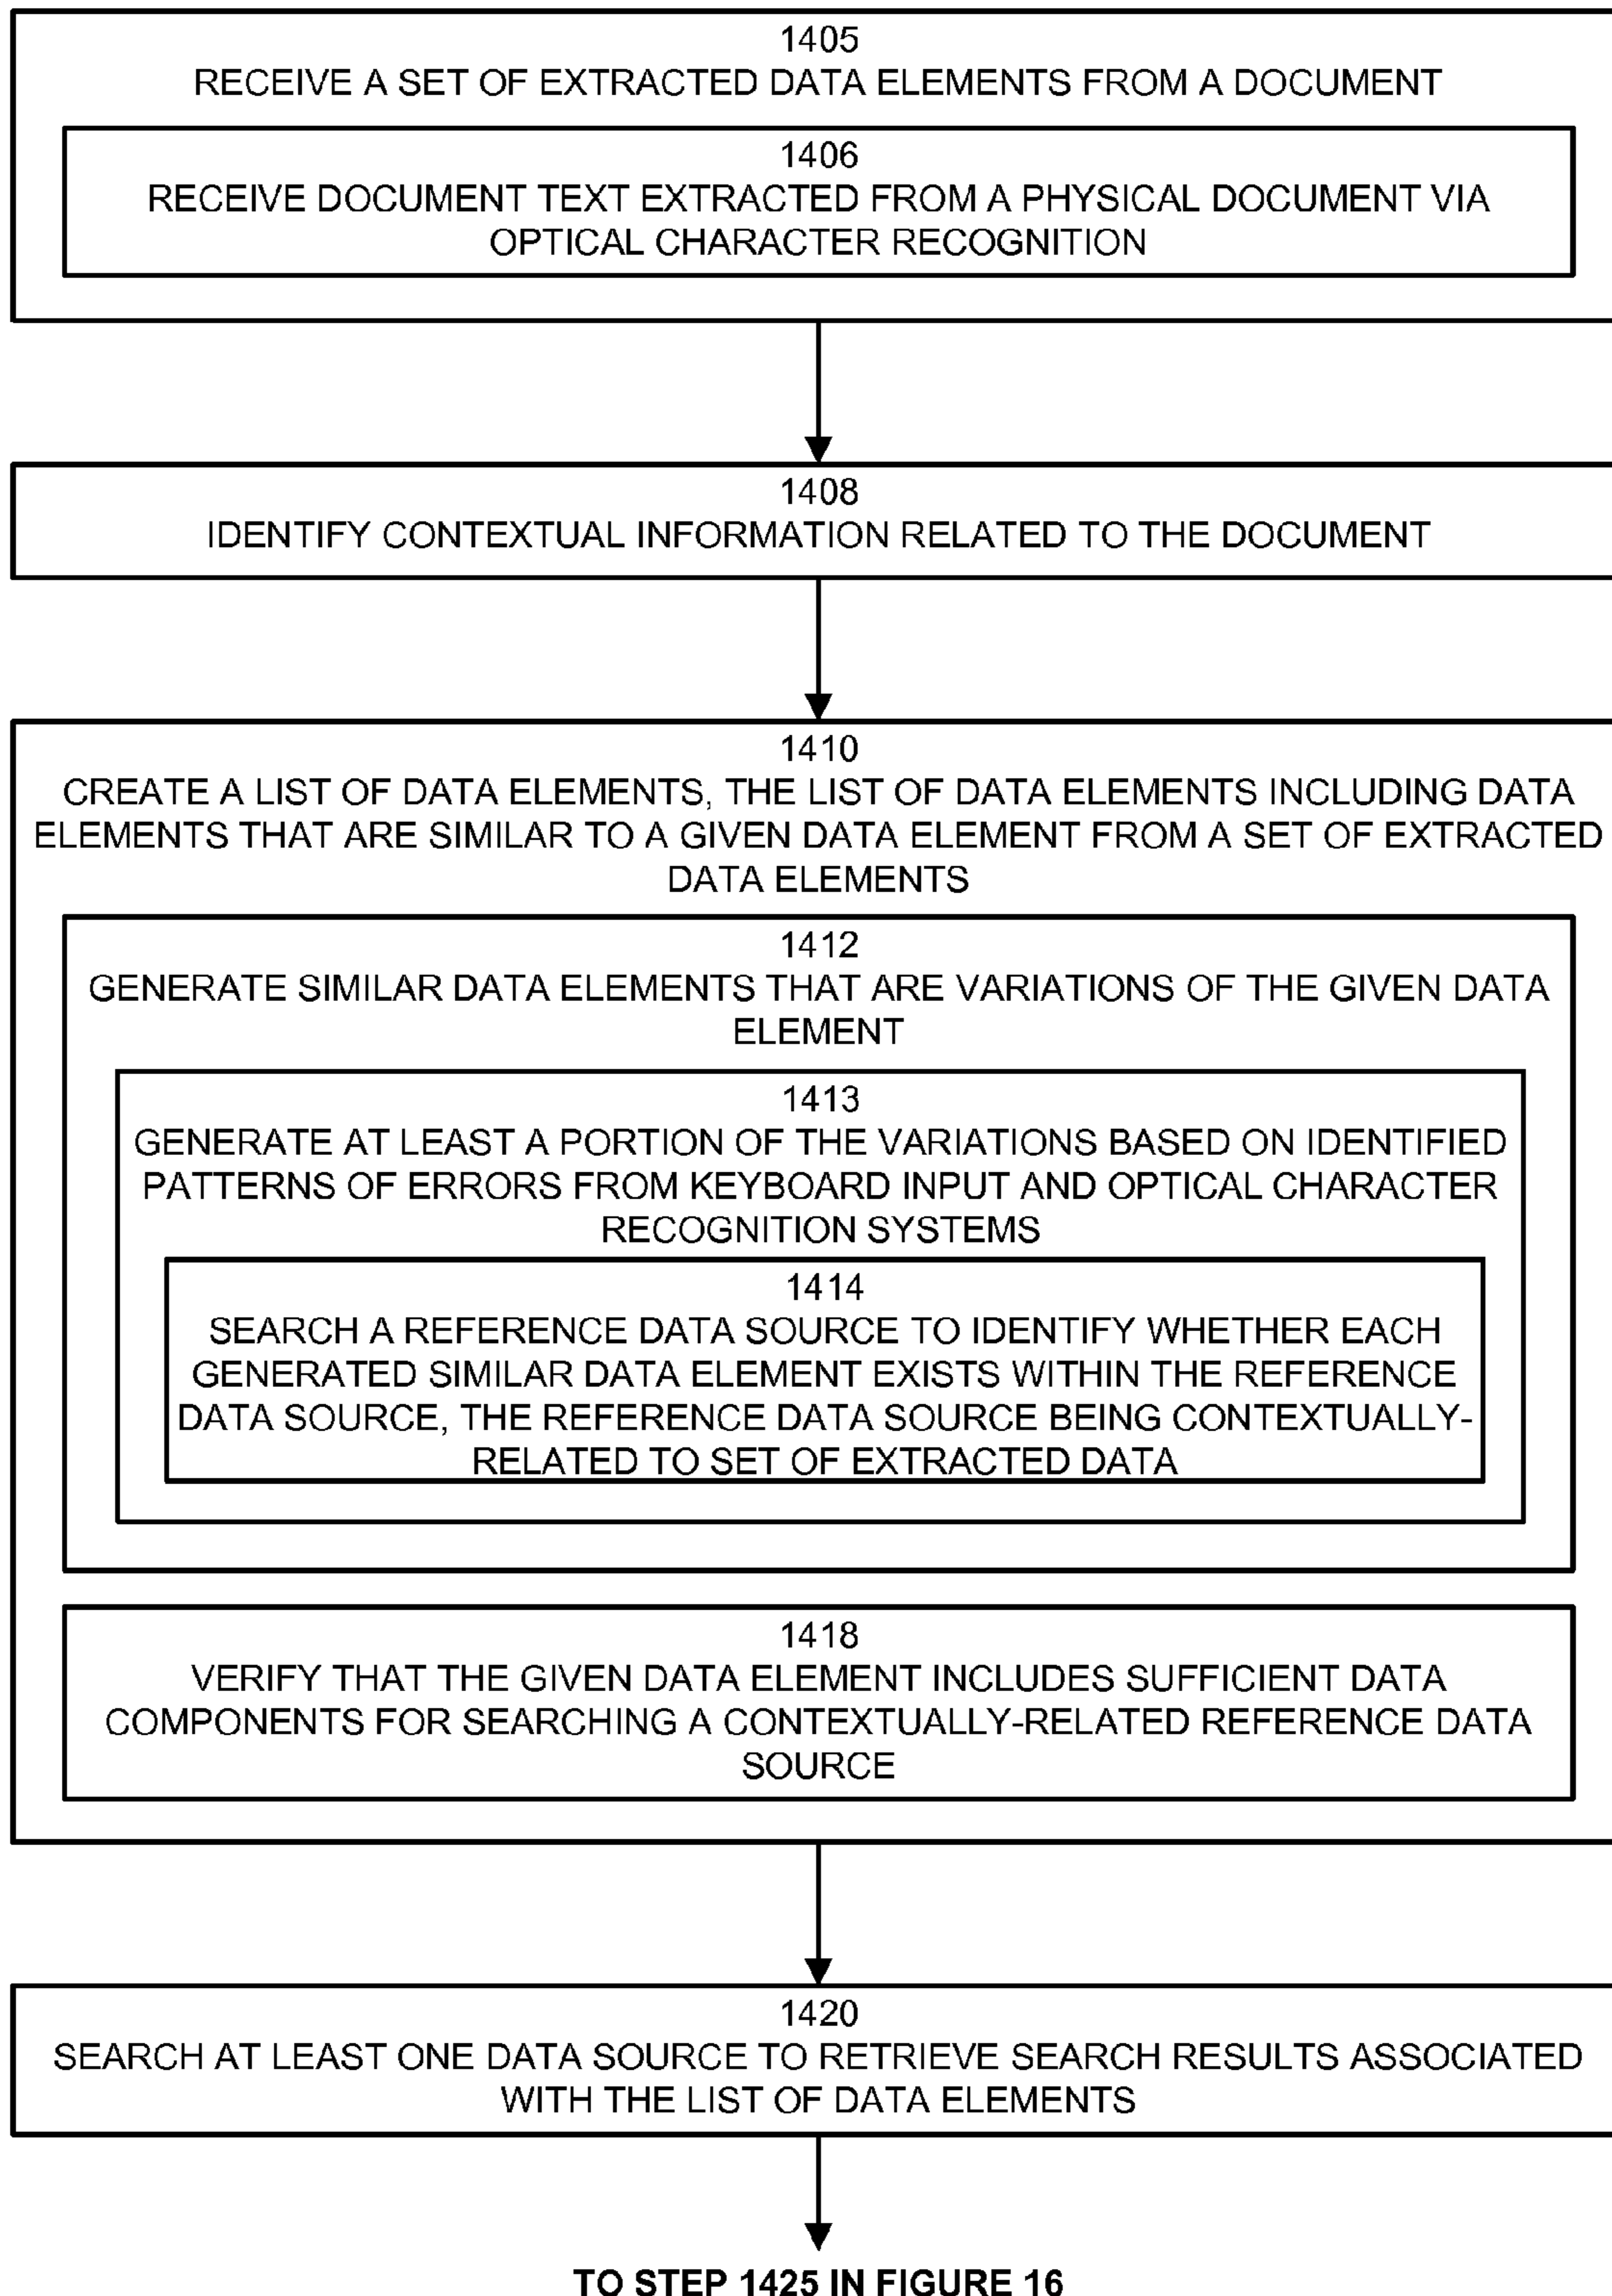 1405
RECEIVE A SET OF EXTRACTED DATA ELEMENTS FROM A DOCUMENT
1406
RECEIVE DOCUMENT TEXT EXTRACTED FROM A PHYSICAL DOCUMENT VIA
OPTICAL CHARACTER RECOGNITION
1408
IDENTIFY CONTEXTUAL INFORMATION RELATED TO THE DOCUMENT
1410
CREATE A LIST OF DATA ELEMENTS, THE LIST OF DATA ELEMENTS INCLUDING DATA
ELEMENTS THAT ARE SIMILAR TO A GIVEN DATA ELEMENT FROM A SET OF EXTRACTED
DATA ELEMENTS
1412
GENERATE SIMILAR DATA ELEMENTS THAT ARE VARIATIONS OF THE GIVEN DATA
ELEMENT
1413
GENERATE AT LEAST A PORTION OF THE VARIATIONS BASED ON IDENTIFIED
PATTERNS OF ERRORS FROM KEYBOARD INPUT AND OPTICAL CHARACTER
RECOGNITION SYSTEMS
1414
SEARCH A REFERENCE DATA SOURCE TO IDENTIFY WHETHER EACH
GENERATED SIMILAR DATA ELEMENT EXISTS WITHIN THE REFERENCE
DATA SOURCE, THE REFERENCE DATA SOURCE BEING CONTEXTUALLY-
RELATED TO SET OF EXTRACTED DATA
1418
VERIFY THAT THE GIVEN DATA ELEMENT INCLUDES SUFFICIENT DATA
COMPONENTS FOR SEARCHING A CONTEXTUALLY-RELATED REFERENCE DATA
SOURCE
1420
SEARCH AT LEAST ONE DATA SOURCE TO RETRIEVE SEARCH RESULTS ASSOCIATED
WITH THE LIST OF DATA ELEMENTS
TO STEP 1425 IN FIGURE 16